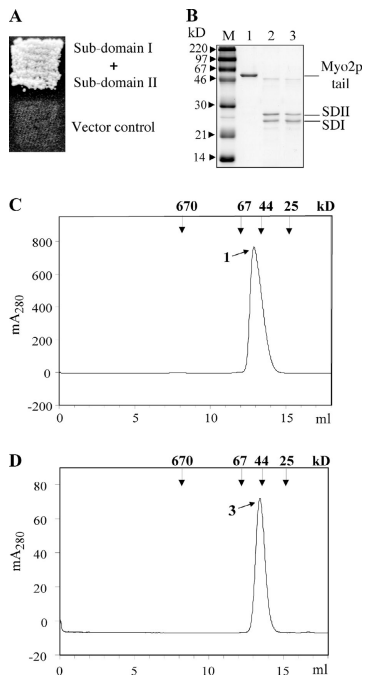 A
Sub-domain I
+
Sub-domain II
Vector control
B
kD M 1 2 3
220
97
67
46
30
21
14
Myo2p
tail
SDII
SDI
C
670 67 44 25 kD
1
mA280
800
600
400
200
0
-200
0 5 10 15 ml
D
670 67 44 25 kD
3
mA280
80
60
40
20
0
-20
0 5 10 15 ml